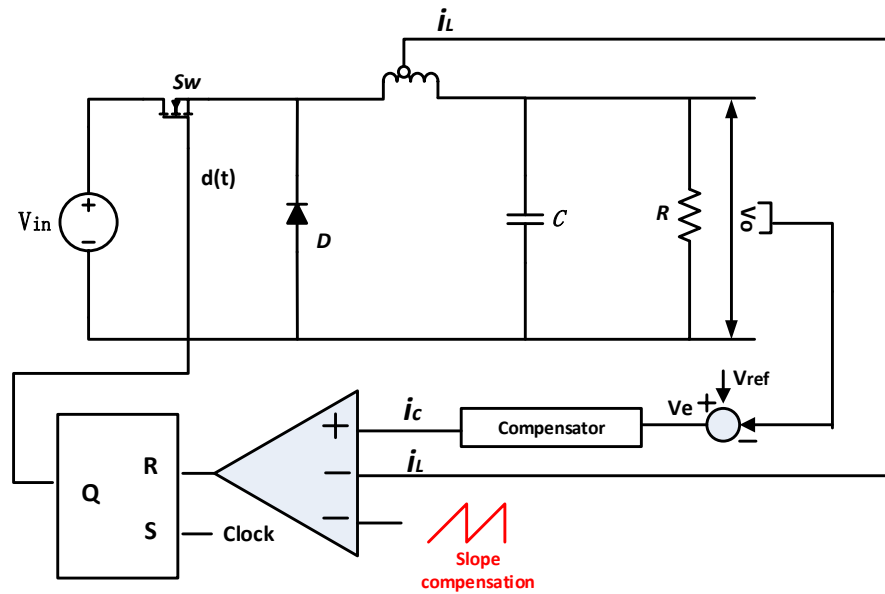 iL
Sw
d(t)
Vin
+
−
D
C
R
Vo
Vref
+
Ve
−
ic
Compensator
iL
+
−
−
R
Q
S
Clock
Slope
compensation